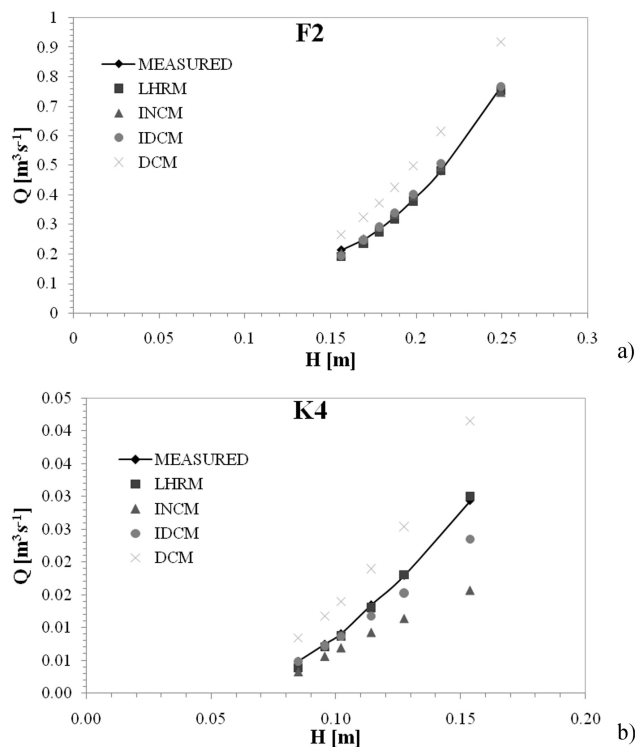 F2
1
0.9
0.8
0.7
0.6
0.5
0.4
0.3
0.2
0.1
0
Q [m³s⁻¹]
MEASURED
LHRM
INCM
IDCM
DCM
0 0.05 0.1 0.15 0.2 0.25 0.3
H [m]
a)
K4
0.05
0.04
0.04
0.03
0.03
0.02
0.02
0.01
0.01
0.00
Q [m³s⁻¹]
MEASURED
LHRM
INCM
IDCM
DCM
0.00 0.05 0.10 0.15 0.20
H [m]
b)